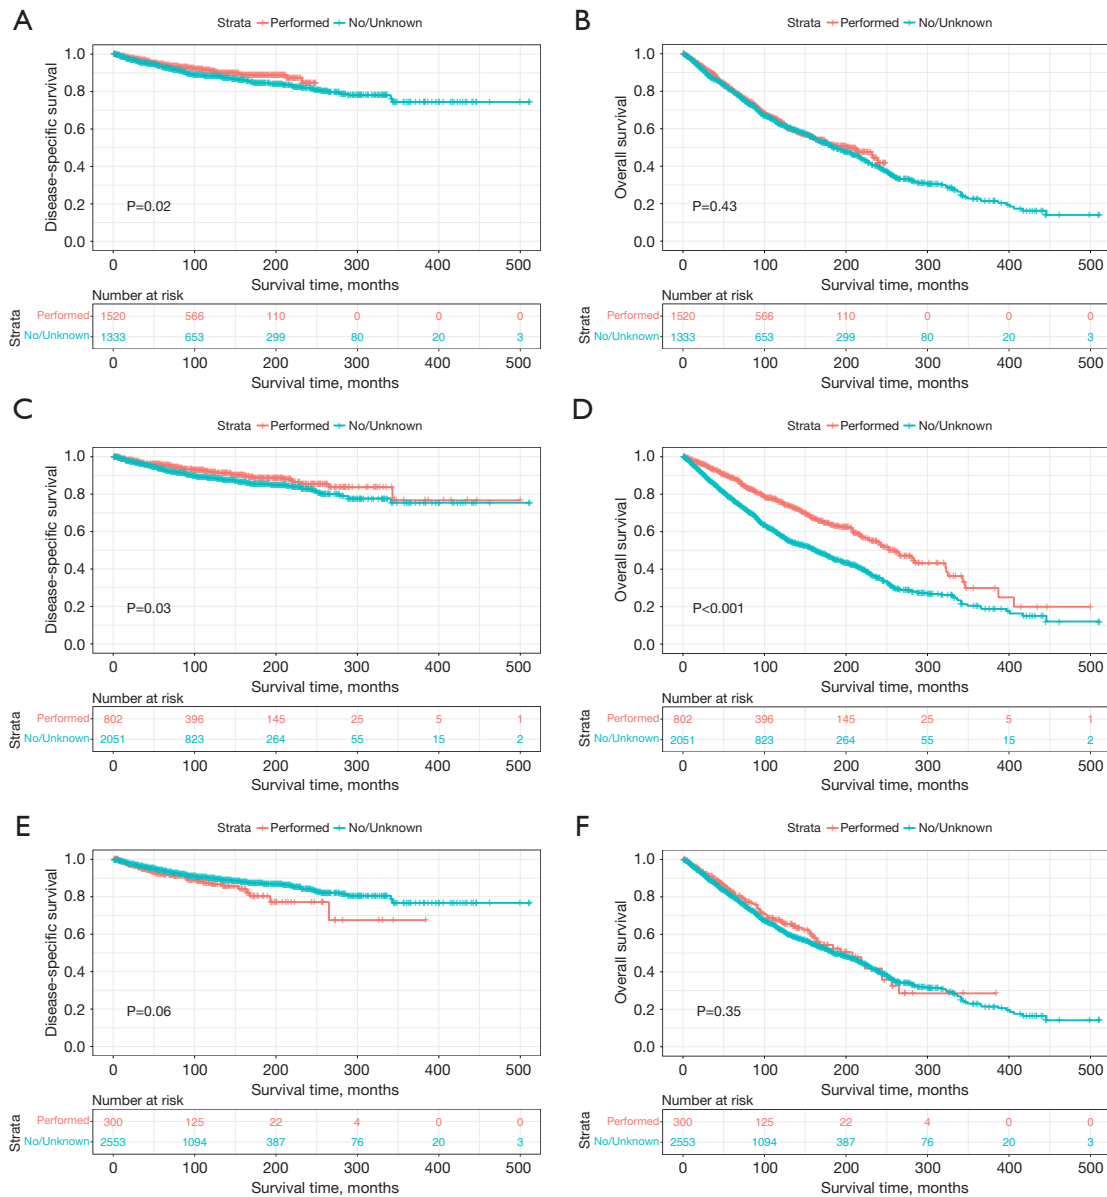 A
Strata Performed No/Unknown
Disease-specific survival
1.0
0.8
0.6
0.4
0.2
0.0
P=0.02
0 100 200 300 400 500
Survival time, months
Number at risk
Strata
Performed 1520 566 110 0 0 0
No/Unknown 1333 653 299 80 20 3
0 100 200 300 400 500
Survival time, months
B
Strata Performed No/Unknown
Overall survival
1.0
0.8
0.6
0.4
0.2
0.0
P=0.43
0 100 200 300 400 500
Survival time, months
Number at risk
Strata
Performed 1520 566 110 0 0 0
No/Unknown 1333 653 299 80 20 3
0 100 200 300 400 500
Survival time, months
C
Strata Performed No/Unknown
Disease-specific survival
1.0
0.8
0.6
0.4
0.2
0.0
P=0.03
0 100 200 300 400 500
Survival time, months
Number at risk
Strata
Performed 802 396 145 25 5 1
No/Unknown 2051 823 264 55 15 2
0 100 200 300 400 500
Survival time, months
D
Strata Performed No/Unknown
Overall survival
1.0
0.8
0.6
0.4
0.2
0.0
P<0.001
0 100 200 300 400 500
Survival time, months
Number at risk
Strata
Performed 802 396 145 25 5 1
No/Unknown 2051 823 264 55 15 2
0 100 200 300 400 500
Survival time, months
E
Strata Performed No/Unknown
Disease-specific survival
1.0
0.8
0.6
0.4
0.2
0.0
P=0.06
0 100 200 300 400 500
Survival time, months
Number at risk
Strata
Performed 300 125 22 4 0 0
No/Unknown 2553 1094 387 76 20 3
0 100 200 300 400 500
Survival time, months
F
Strata Performed No/Unknown
Overall survival
1.0
0.8
0.6
0.4
0.2
0.0
P=0.35
0 100 200 300 400 500
Survival time, months
Number at risk
Strata
Performed 300 125 22 4 0 0
No/Unknown 2553 1094 387 76 20 3
0 100 200 300 400 500
Survival time, months